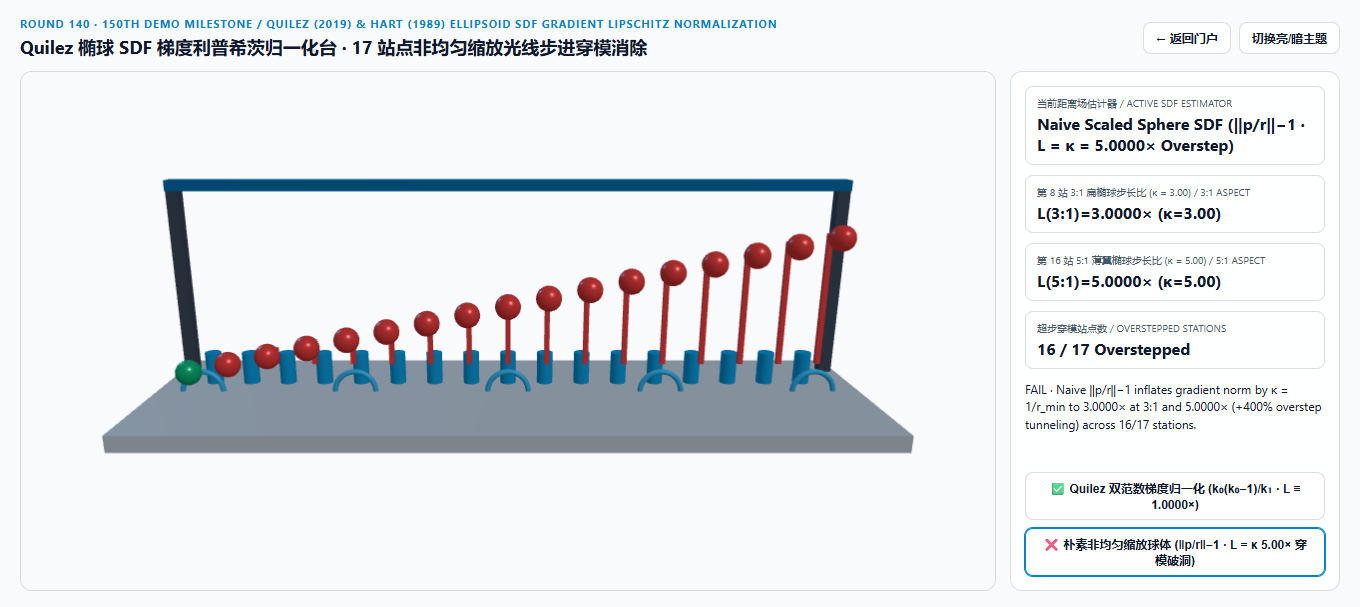 ROUND 140 · 150TH DEMO MILESTONE / QUILEZ (2019) & HART (1989) ELLIPSOID SDF GRADIENT LIPSCHITZ NORMALIZATION
Quilez 椭球 SDF 梯度利普希茨归一化台 · 17 站点非均匀缩放光线步进穿模消除
← 返回门户
切换亮/暗主题
当前距离场估计器 / ACTIVE SDF ESTIMATOR
Naive Scaled Sphere SDF (||p/r||−1 ·
L = κ = 5.0000× Overstep)
第 8 站 3:1 扁椭球步长比 (κ = 3.00) / 3:1 ASPECT
L(3:1)=3.0000× (κ=3.00)
第 16 站 5:1 薄翼椭球步长比 (κ = 5.00) / 5:1 ASPECT
L(5:1)=5.0000× (κ=5.00)
超步穿模站点数 / OVERSTEPPED STATIONS
16 / 17 Overstepped
FAIL · Naive ||p/r||−1 inflates gradient norm by κ =
1/r_min to 3.0000× at 3:1 and 5.0000× (+400% overstep
tunneling) across 16/17 stations.
✅ Quilez 双范数梯度归一化 (k₀(k₀−1)/k₁ · L ≡
1.0000×)
❌ 朴素非均匀缩放球体 (||p/r||−1 · L = κ 5.00× 穿
模破洞)